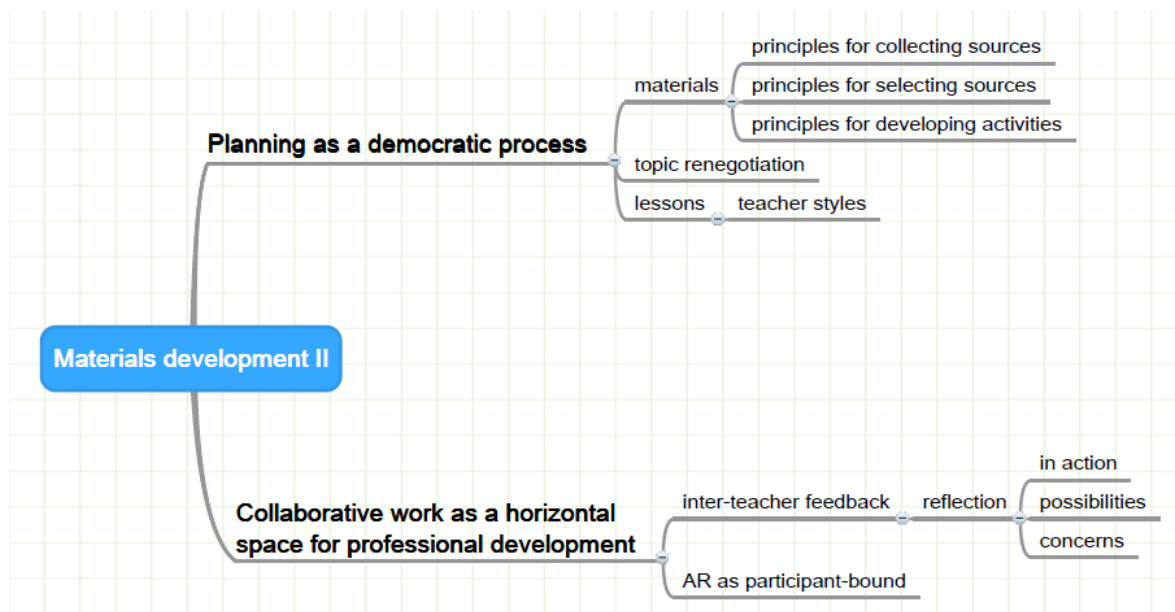 principles for collecting sources
materials
principles for selecting sources
principles for developing activities
Planning as a democratic process
topic renegotiation
lessons
teacher styles
Materials development II
Collaborative work as a horizontal
space for professional development
inter-teacher feedback
reflection
in action
possibilities
concerns
AR as participant-bound